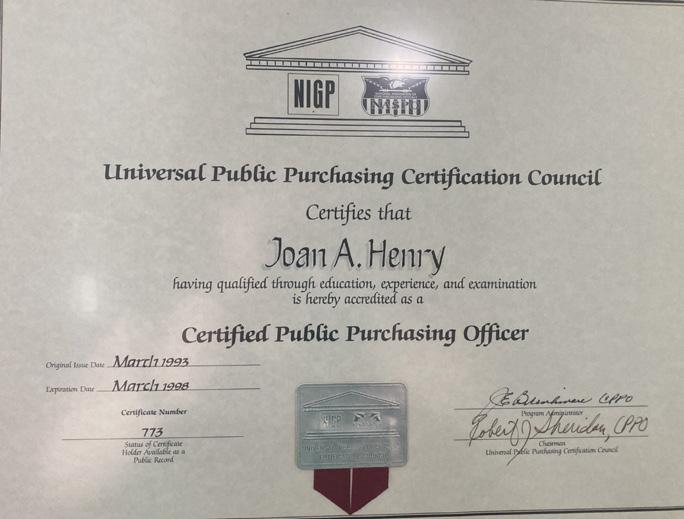 NIGP
NASPO
Universal Public Purchasing Certification Council
Certifies that
Joan A. Henry
having qualified through education, experience, and examination
is hereby accredited as a
Certified Public Purchasing Officer
Original Issue Date March 1993
Expiration Date March 1998
Certificate Number
773
Status of Certificate
Holder Available as a
Public Record
NIGP
CPPO
Program Administrator
Robert J Sheridan, CPPO
Chairman
Universal Public Purchasing Certification Council